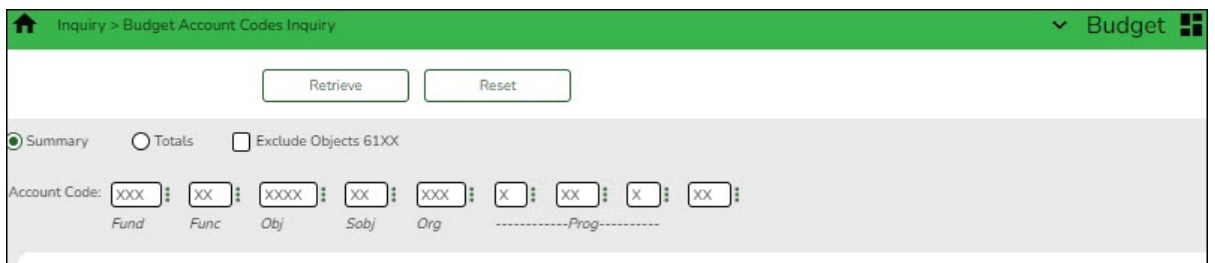 Inquiry > Budget Account Codes Inquiry Budget
Retrieve Reset
Summary Totals Exclude Objects 61XX
Account Code: XXX XX XXXX XX XXX X XX X XX
Fund Func Obj Sobj Org ------------Prog----------